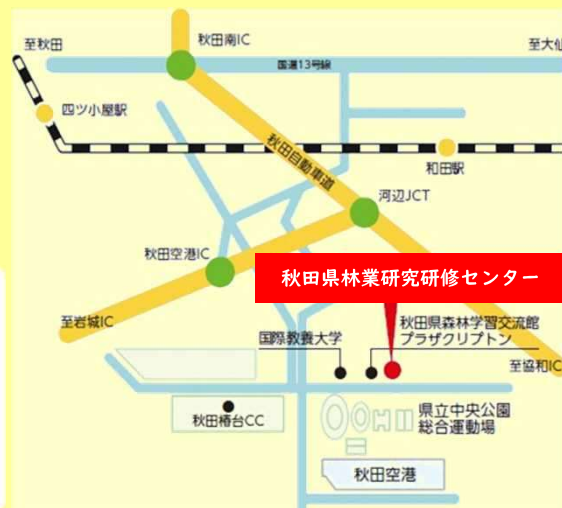 至秋田
秋田南IC
国道13号線
至大仙
四ツ小屋駅
秋田自動車道
和田駅
河辺JCT
秋田空港IC
秋田県林業研究研修センター
至岩城IC
国際教養大学
秋田県森林学習交流館
プラザクリプトン
至協和IC
秋田椿台CC
県立中央公園
総合運動場
秋田空港